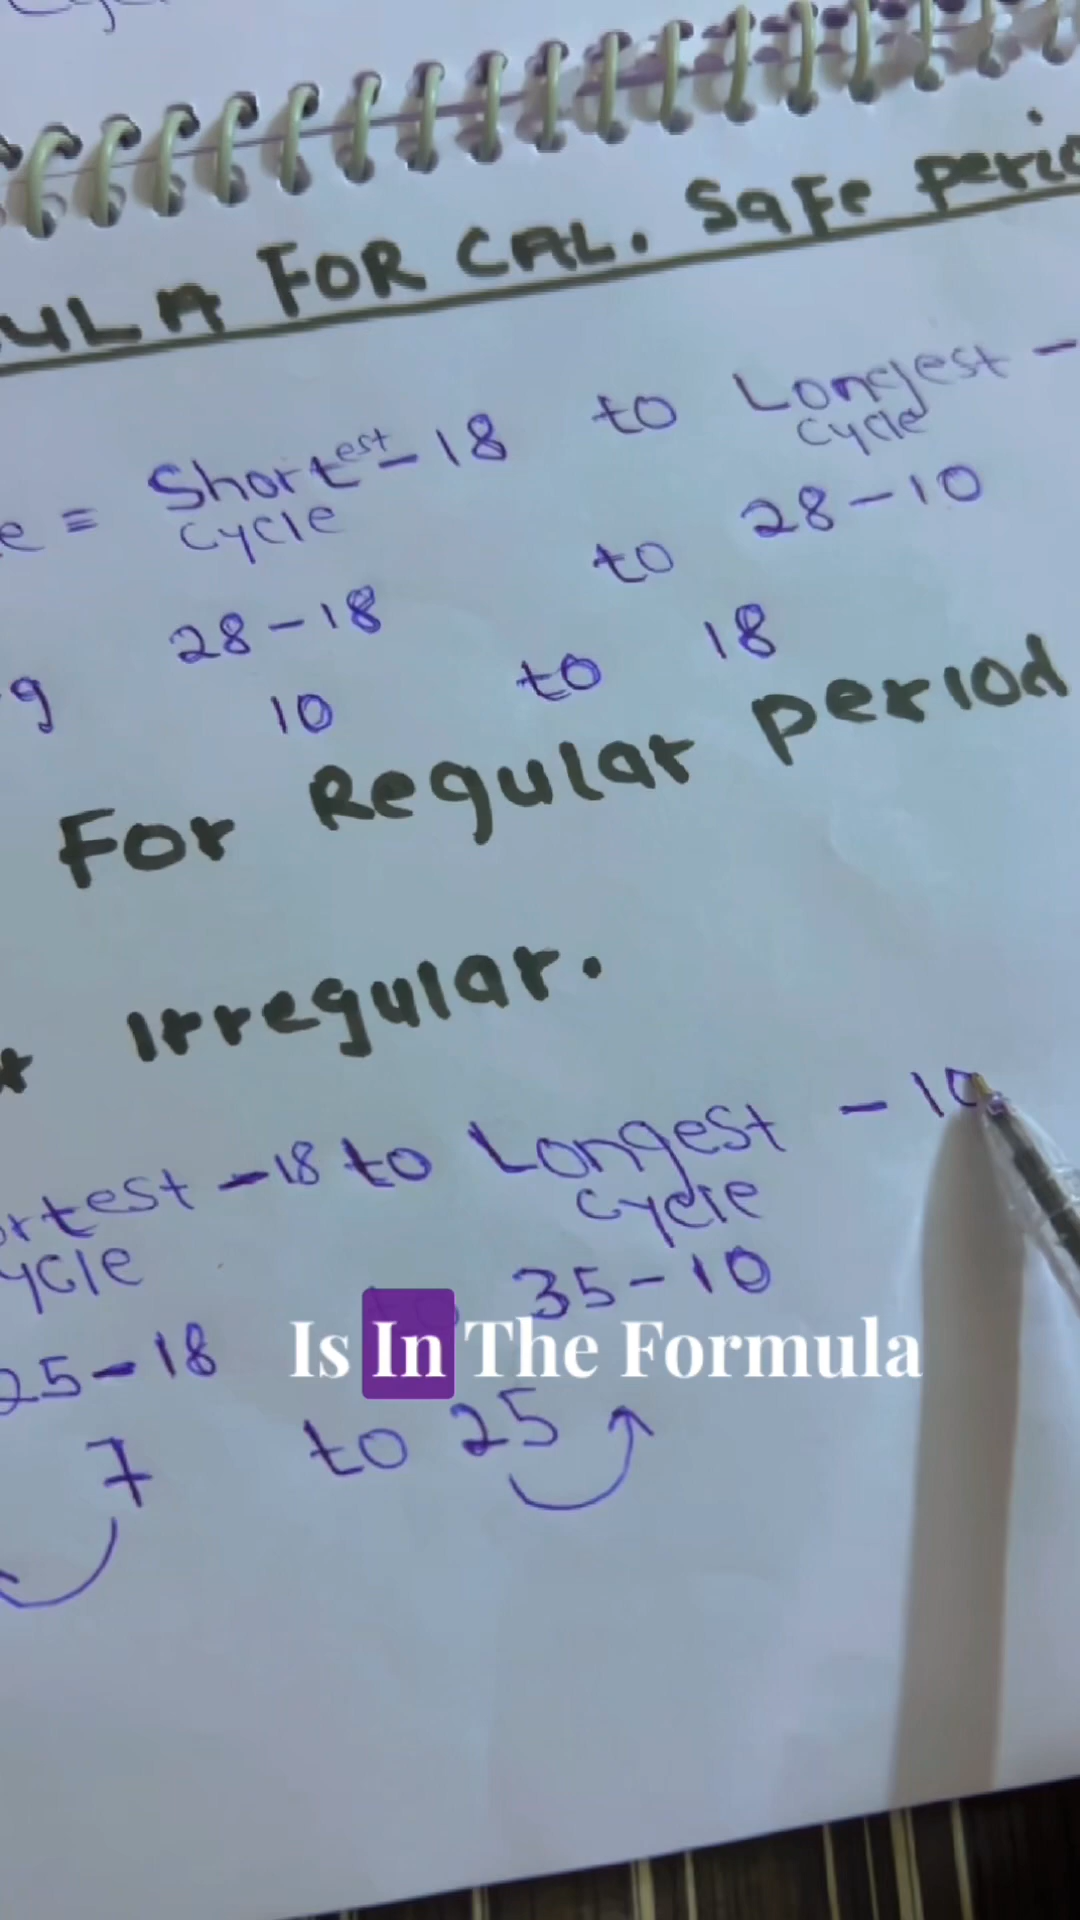 ULA FOR CAL. Safe perio
e = Shortest - 18 to Longest -
cycle cycle
28-18 to 28-10
g 10 to 18
For Regular period
Irregular.
rtest - 18 to Longest - 10
ycle cycle
25-18 to 35-10
Is In The Formula
7 to 25